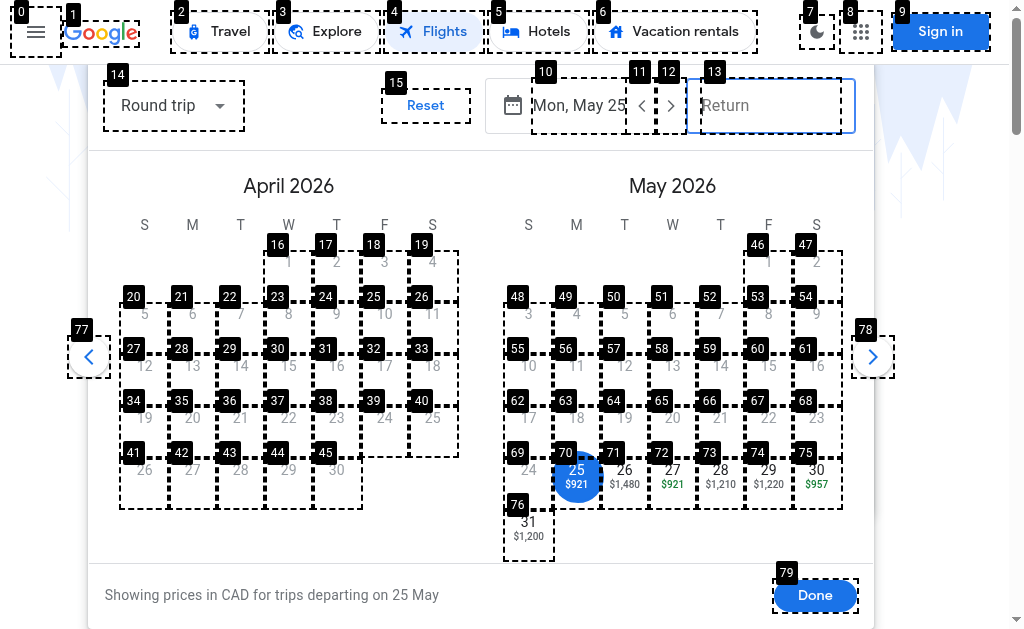 0 1 2 3 4 5 6 7 8 9
Google Travel Explore Flights Hotels Vacation rentals Sign in
10 11 12 13
14 15
Round trip Reset Mon, May 25 Return
April 2026 May 2026
S M T W T F S S M T W T F S
16 17 18 19 46 47
1 2 3 4 1 2
20 21 22 23 24 25 26 48 49 50 51 52 53 54
5 6 7 8 9 10 11 3 4 5 6 7 8 9
77 78
27 28 29 30 31 32 33 55 56 57 58 59 60 61
12 13 14 15 16 17 18 10 11 12 13 14 15 16
34 35 36 37 38 39 40 62 63 64 65 66 67 68
19 20 21 22 23 24 25 17 18 19 20 21 22 23
41 42 43 44 45 69 70 71 72 73 74 75
26 27 28 29 30 24 25 26 27 28 29 30
$921 $1,480 $921 $1,210 $1,220 $957
76
31
$1,200
79
Showing prices in CAD for trips departing on 25 May Done